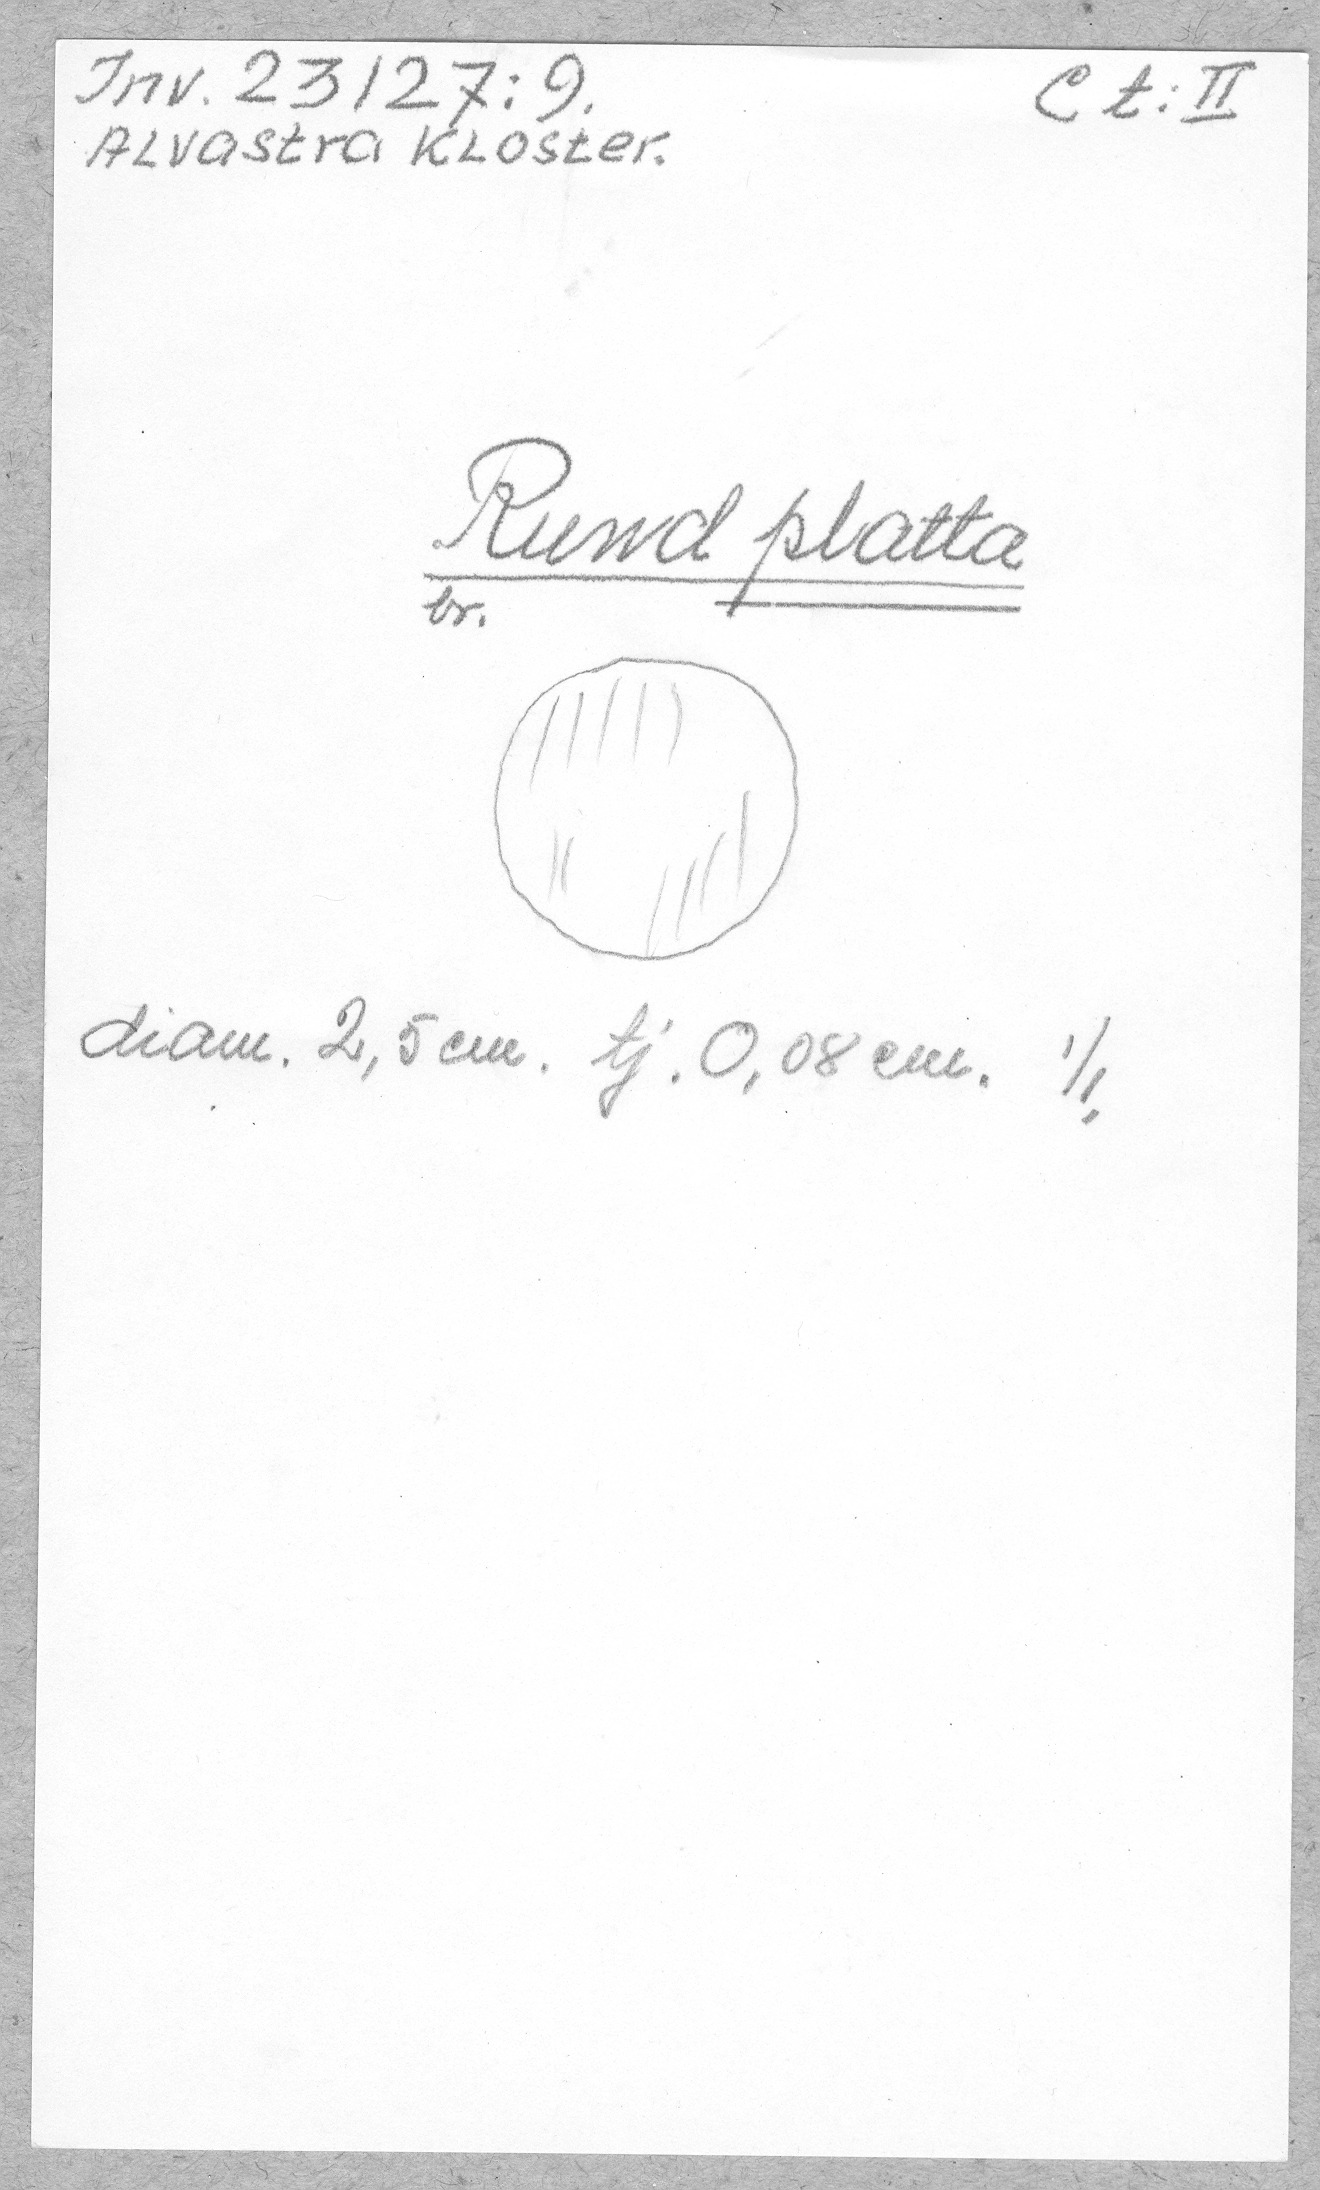 Inv. 23127:9.
C t: II
ALvastra KLoster.
Rund platta
br.
diam. 2,5 cm. tj. 0,08 cm. 1/1.